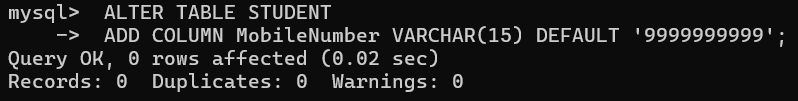 mysql>  ALTER TABLE STUDENT
    ->  ADD COLUMN MobileNumber VARCHAR(15) DEFAULT '9999999999';
Query OK, 0 rows affected (0.02 sec)
Records: 0  Duplicates: 0  Warnings: 0